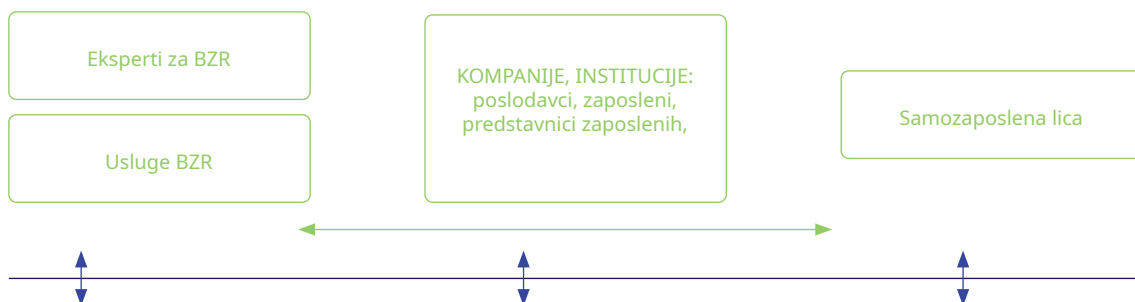 Eksperti za BZR
Usluge BZR
KOMPANIJE, INSTITUCIJE:
poslodavci, zaposleni,
predstavnici zaposlenih,
Samozaposlena lica